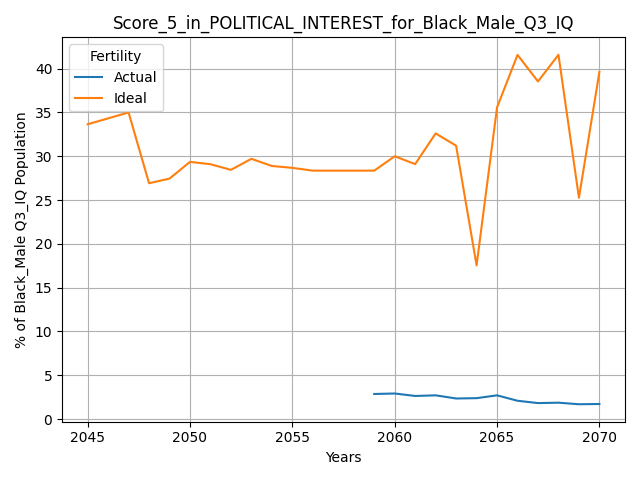 Score_5_in_POLITICAL_INTEREST_for_Black_Male_Q3_IQ
Fertility
Actual
Ideal
% of Black_Male Q3_IQ Population
40
35
30
25
20
15
10
5
0
2045
2050
2055
2060
2065
2070
Years